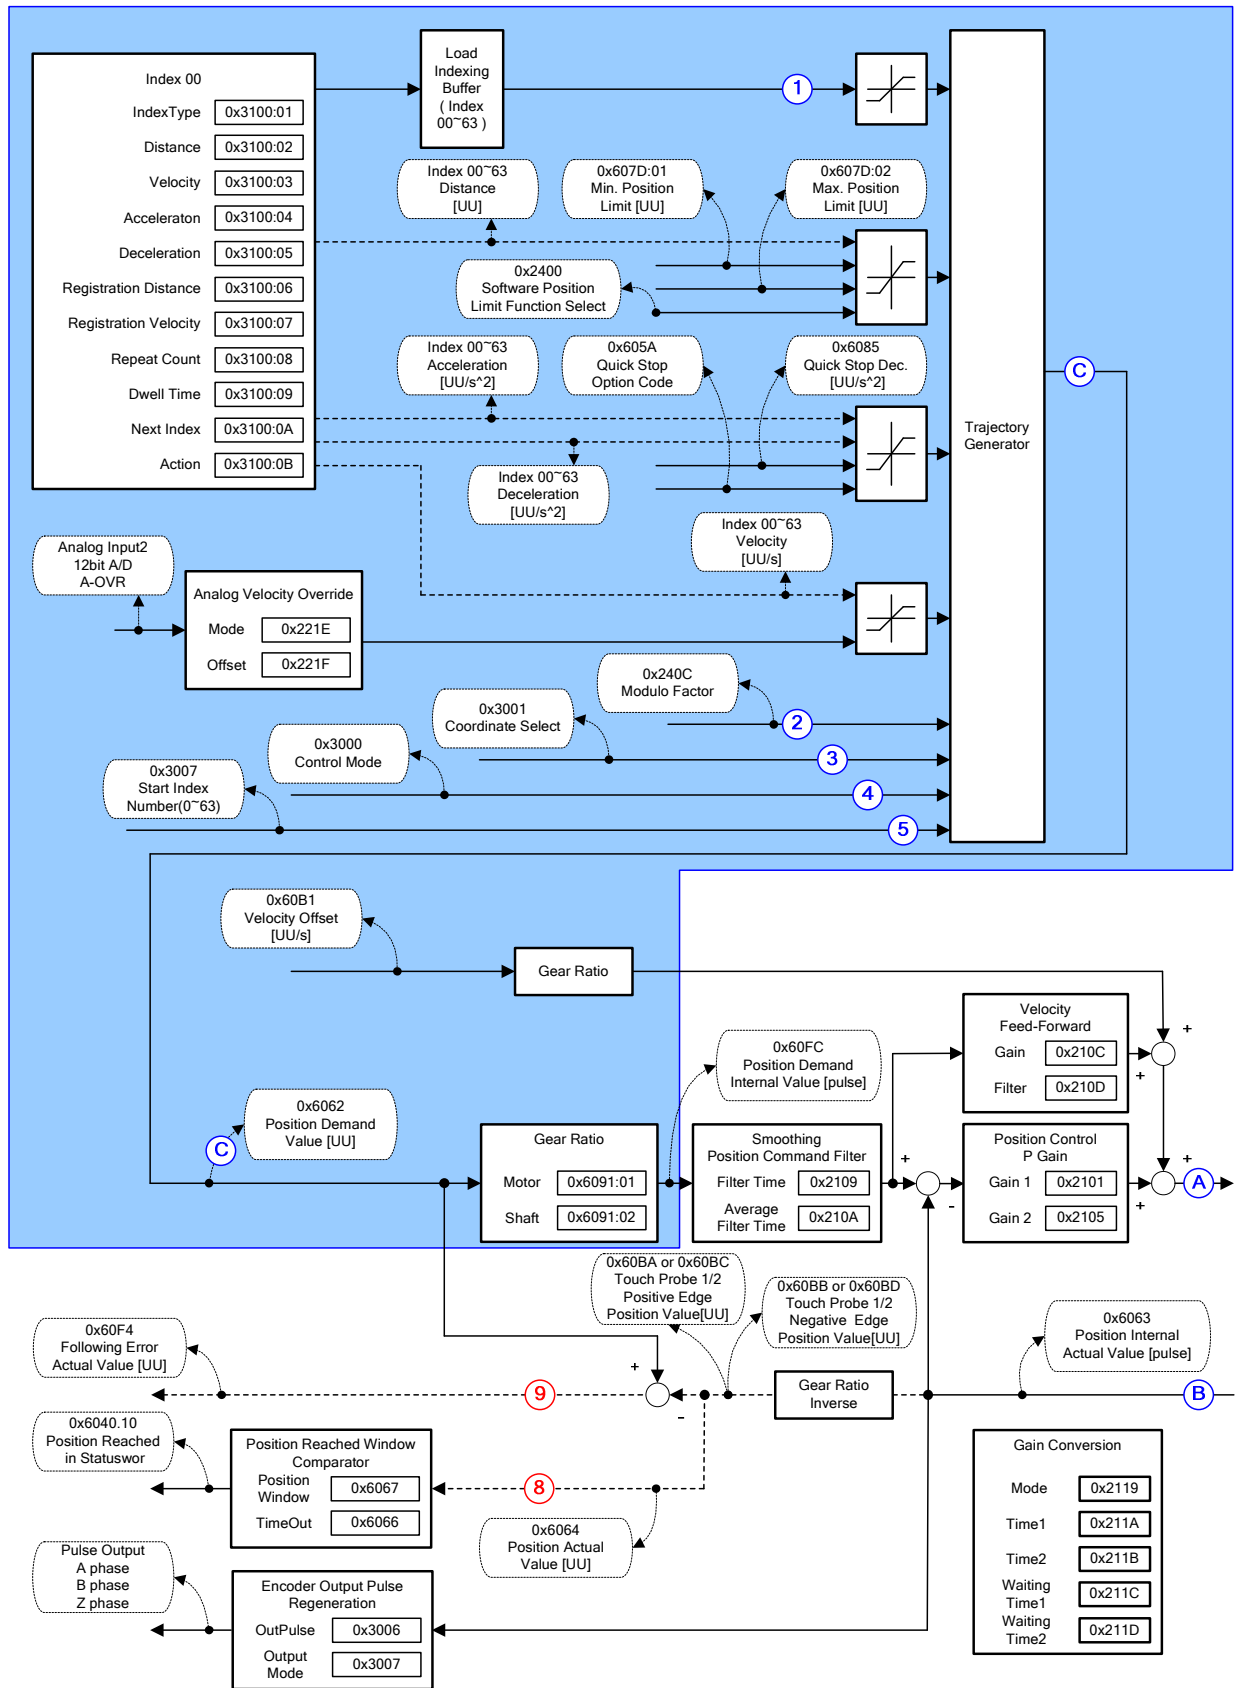 Index 00
IndexType 0x3100:01
Distance 0x3100:02
Velocity 0x3100:03
Acceleraton 0x3100:04
Deceleration 0x3100:05
Registration Distance 0x3100:06
Registration Velocity 0x3100:07
Repeat Count 0x3100:08
Dwell Time 0x3100:09
Next Index 0x3100:0A
Action 0x3100:0B
Load
Indexing
Buffer
( Index
00~63 )
1
Index 00~63
Distance
[UU]
0x607D:01
Min. Position
Limit [UU]
0x607D:02
Max. Position
Limit [UU]
0x2400
Software Position
Limit Function Select
Index 00~63
Acceleration
[UU/s^2]
0x605A
Quick Stop
Option Code
0x6085
Quick Stop Dec.
[UU/s^2]
Index 00~63
Deceleration
[UU/s^2]
Index 00~63
Velocity
[UU/s]
Trajectory
Generator
C
Analog Input2
12bit A/D
A-OVR
Analog Velocity Override
Mode 0x221E
Offset 0x221F
0x240C
Modulo Factor
2
0x3001
Coordinate Select
3
0x3000
Control Mode
4
0x3007
Start Index
Number(0~63)
5
0x60B1
Velocity Offset
[UU/s]
Gear Ratio
Velocity
Feed-Forward
Gain 0x210C
Filter 0x210D
+
+
0x60FC
Position Demand
Internal Value [pulse]
0x6062
Position Demand
Value [UU]
C
Gear Ratio
Motor 0x6091:01
Shaft 0x6091:02
Smoothing
Position Command Filter
Filter Time 0x2109
Average
Filter Time 0x210A
+
-
Position Control
P Gain
Gain 1 0x2101
Gain 2 0x2105
+
+
A
0x60BA or 0x60BC
Touch Probe 1/2
Positive Edge
Position Value[UU]
0x60BB or 0x60BD
Touch Probe 1/2
Negative Edge
Position Value[UU]
0x6063
Position Internal
Actual Value [pulse]
0x60F4
Following Error
Actual Value [UU]
9
+
-
Gear Ratio
Inverse
B
0x6040.10
Position Reached
in Statuswor
Position Reached Window
Comparator
Position
Window 0x6067
TimeOut 0x6066
8
0x6064
Position Actual
Value [UU]
Pulse Output
A phase
B phase
Z phase
Encoder Output Pulse
Regeneration
OutPulse 0x3006
Output
Mode 0x3007
Gain Conversion
Mode 0x2119
Time1 0x211A
Time2 0x211B
Waiting
Time1 0x211C
Waiting
Time2 0x211D